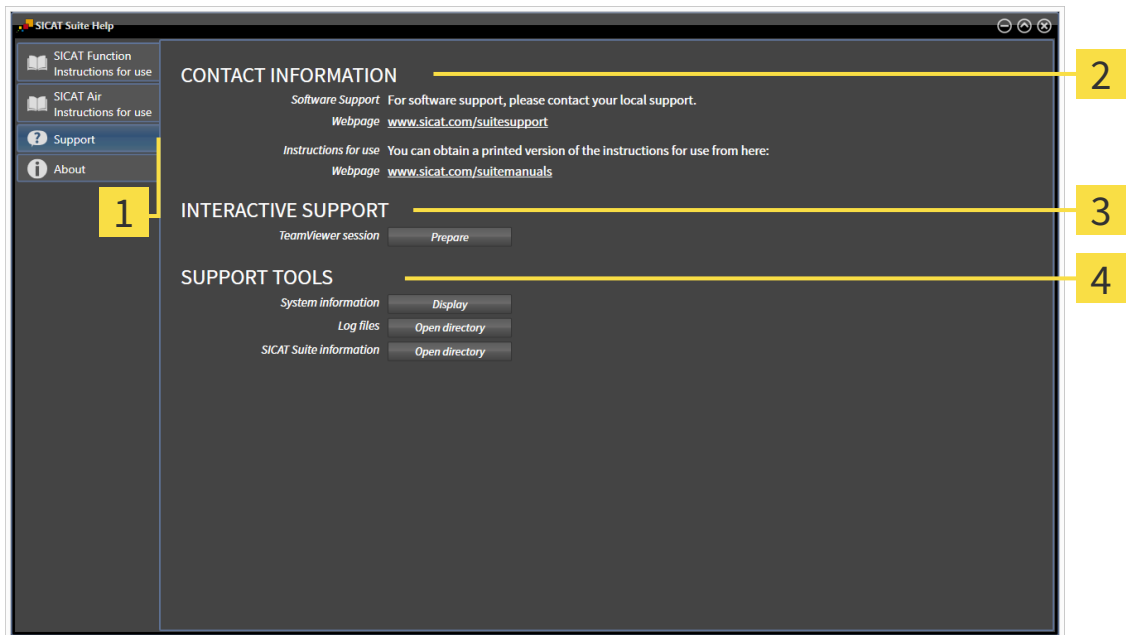 SICAT Suite Help
SICAT Function
Instructions for use
SICAT Air
Instructions for use
Support
About
1
CONTACT INFORMATION
2
Software Support For software support, please contact your local support.
Webpage www.sicat.com/suitesupport
Instructions for use You can obtain a printed version of the instructions for use from here:
Webpage www.sicat.com/suitemanuals
INTERACTIVE SUPPORT
3
TeamViewer session Prepare
SUPPORT TOOLS
4
System information Display
Log files Open directory
SICAT Suite information Open directory